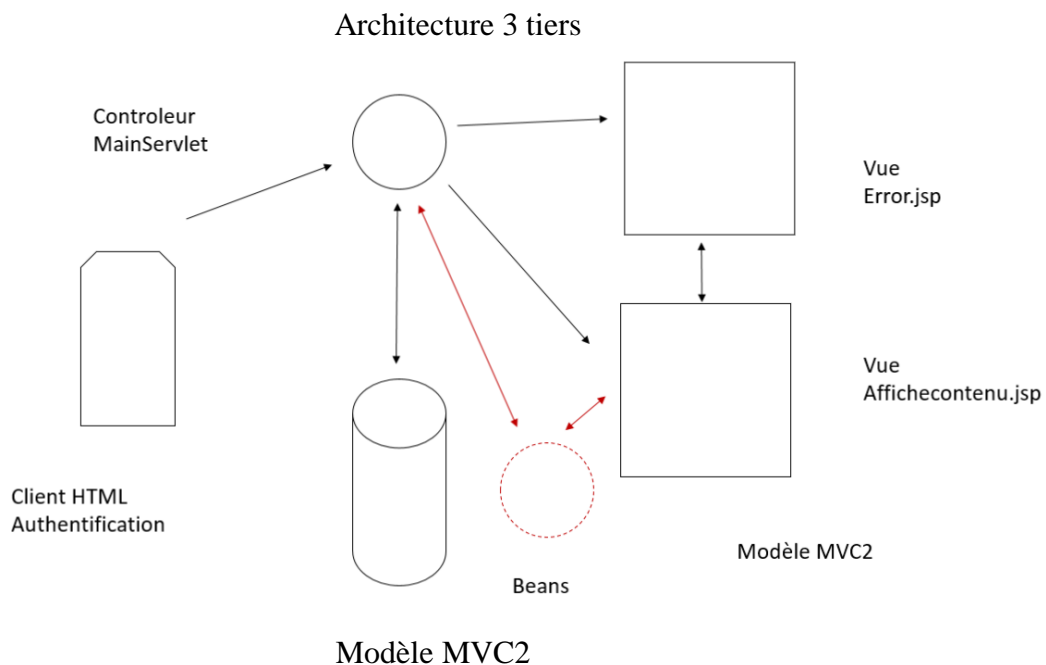 Architecture 3 tiers
Controleur
MainServlet
Vue
Error.jsp
Vue
Affichecontenu.jsp
Client HTML
Authentification
Modèle MVC2
Beans
Modèle MVC2